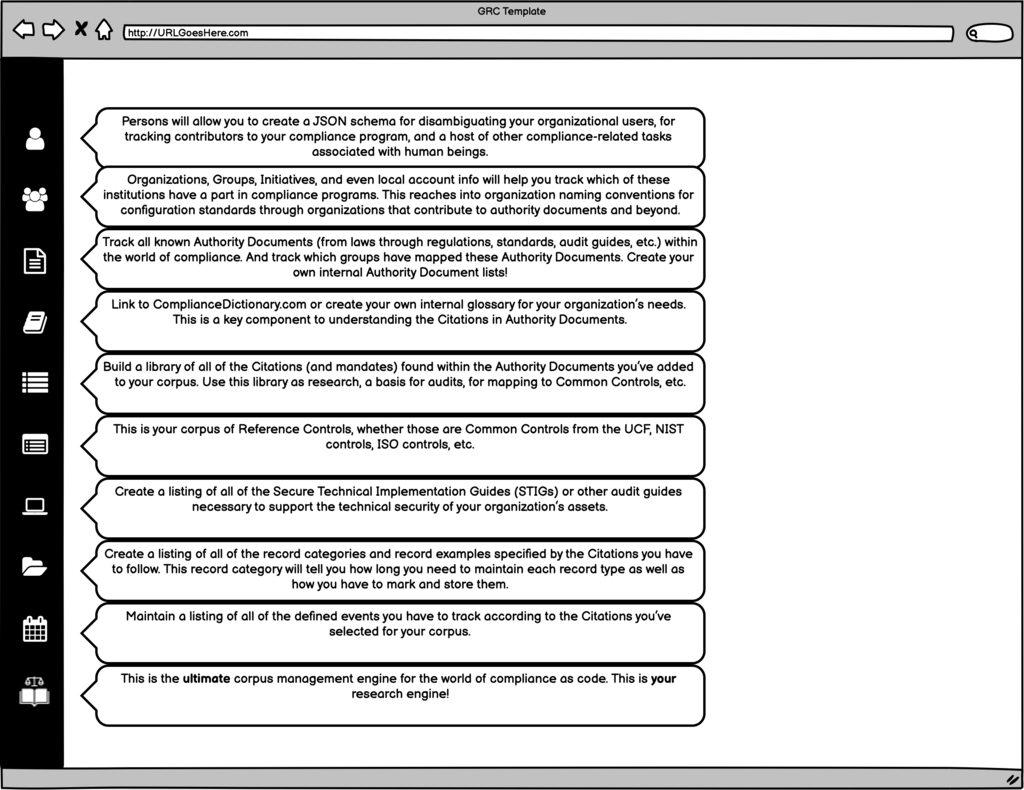 GRC Template
http://URLGoesHere.com
Persons will allow you to create a JSON schema for disambiguating your organizational users, for
tracking contributors to your compliance program, and a host of other compliance-related tasks
associated with human beings.
Organizations, Groups, Initiatives, and even local account info will help you track which of these
institutions have a part in compliance programs. This reaches into organization naming conventions for
configuration standards through organizations that contribute to authority documents and beyond.
Track all known Authority Documents (from laws through regulations, standards, audit guides, etc.) within
the world of compliance. And track which groups have mapped these Authority Documents. Create your
own internal Authority Document lists!
Link to ComplianceDictionary.com or create your own internal glossary for your organization's needs.
This is a key component to understanding the Citations in Authority Documents.
Build a library of all of the Citations (and mandates) found within the Authority Documents you've added
to your corpus. Use this library as research, a basis for audits, for mapping to Common Controls, etc.
This is your corpus of Reference Controls, whether those are Common Controls from the UCF, NIST
controls, ISO controls, etc.
Create a listing of all of the Secure Technical Implementation Guides (STIGs) or other audit guides
necessary to support the technical security of your organization's assets.
Create a listing of all of the record categories and record examples specified by the Citations you have
to follow. This record category will tell you how long you need to maintain each record type as well as
how you have to mark and store them.
Maintain a listing of all of the defined events you have to track according to the Citations you've
selected for your corpus.
This is the ultimate corpus management engine for the world of compliance as code. This is your
research engine!